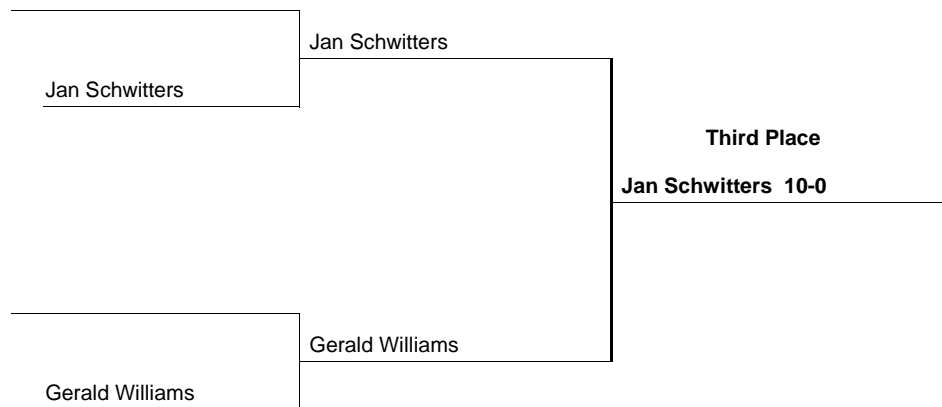 Jan Schwitters
Jan Schwitters
Third Place
Jan Schwitters 10-0
Gerald Williams
Gerald Williams